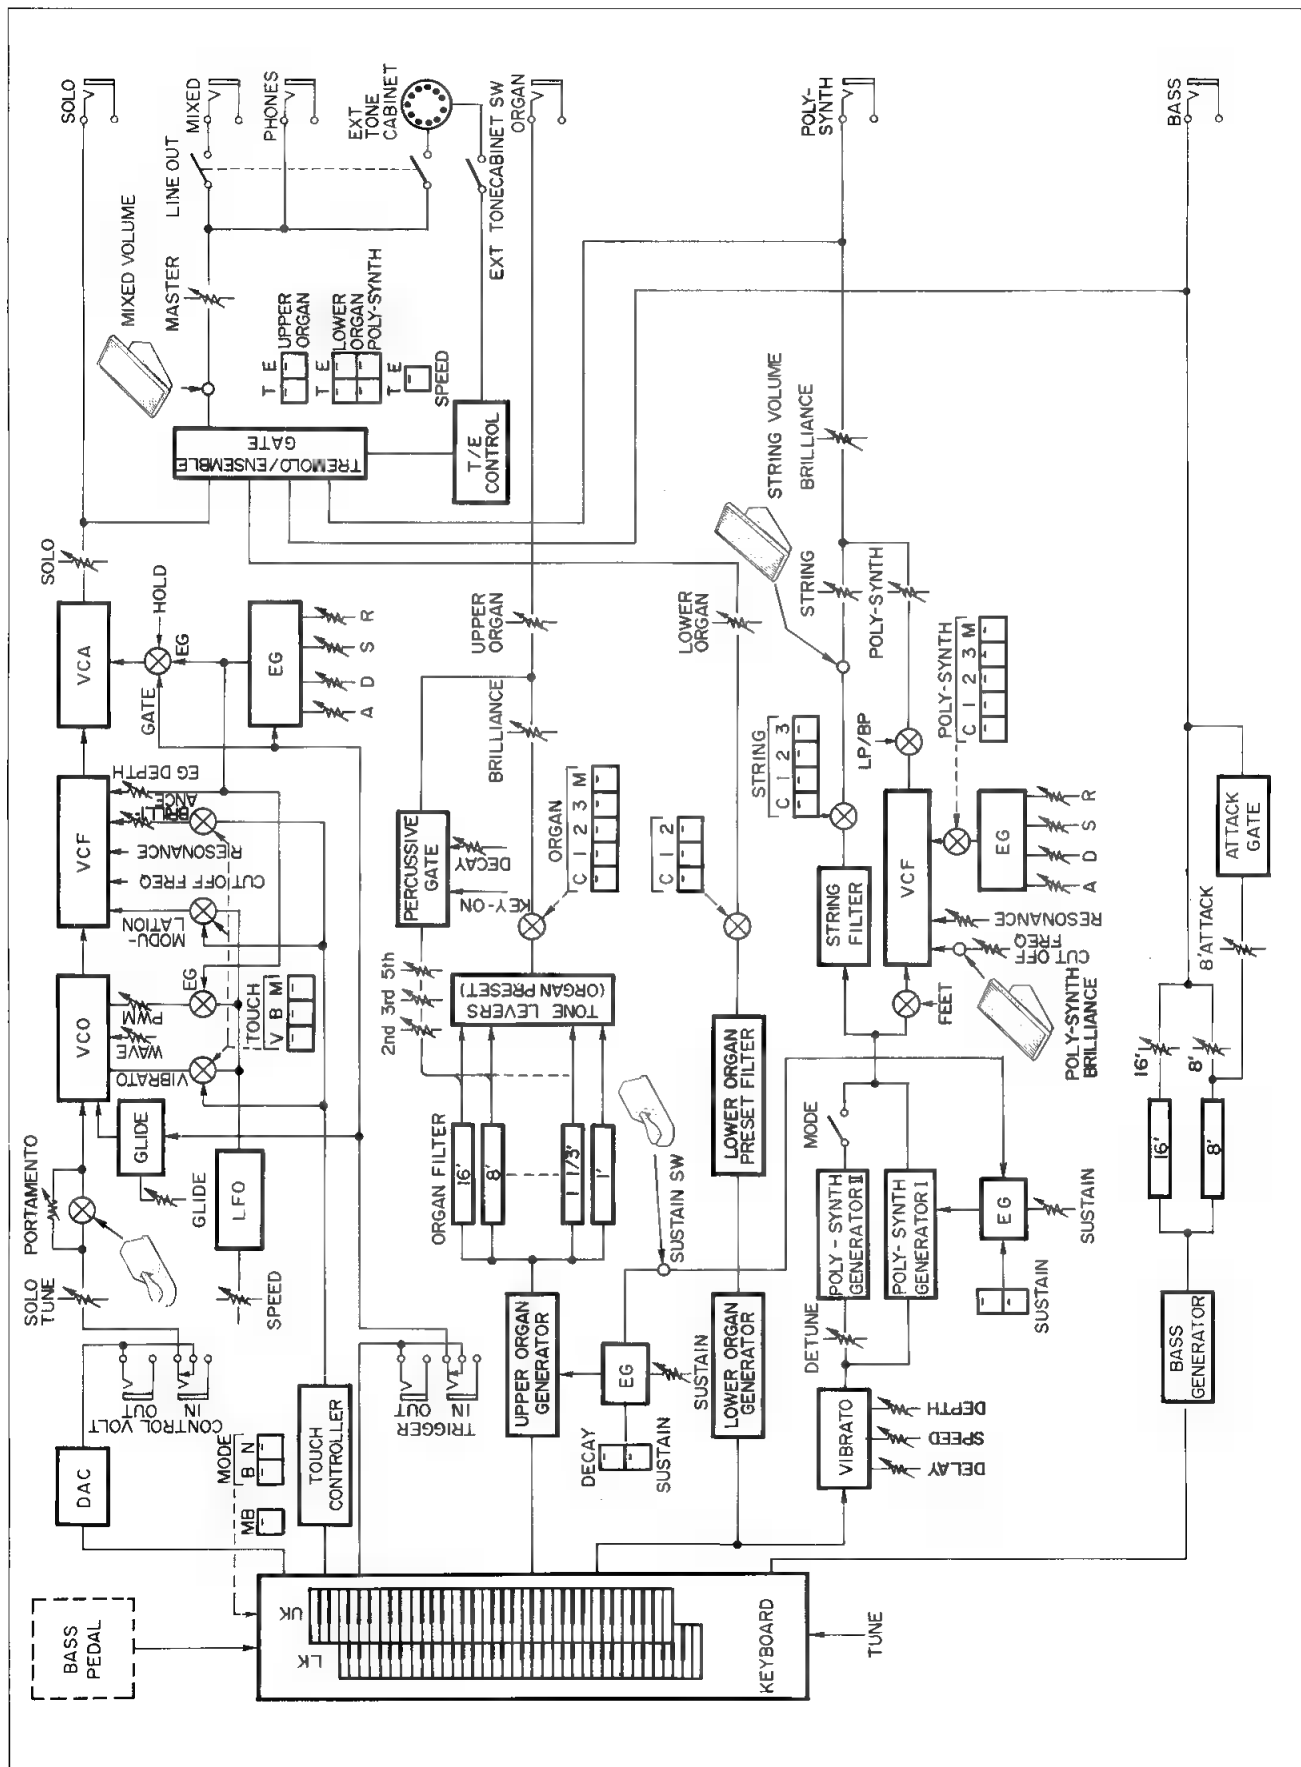 SOLO
MIXED
PHONES
EXT
TONE
CABINET
EXT TONECABINET SW
ORGAN
POLY-
SYNTH
BASS
MIXED VOLUME
MASTER
LINE OUT
T E
UPPER
ORGAN
T E
LOWER
ORGAN
POLY-SYNTH
T E
SPEED
TREMOLD/ENSEMBLE
GATE
T/E
CONTROL
STRING VOLUME
BRILLIANCE
SOLO
VCA
HOLD
EG
GATE
EG
A D S R
UPPER
ORGAN
LOWER
ORGAN
STRING
POLY-SYNTH
VCF
EG DEPTH
BRILLI-
ANCE
RESONANCE
CUT OFF FREQ
MODU-
LATION
PERCUSSIVE
GATE
DECAY
KEY-ON
BRILLIANCE
ORGAN
C 1 2 3 M
C 1 2
STRING
C 1 2 3
LP/BP
POLY-SYNTH
C 1 2 3 M
STRING
FILTER
VCF
EG
A D S R
RESONANCE
CUT OFF
FREQ
FEET
POLY-SYNTH
BRILLIANCE
ATTACK
GATE
8' ATTACK
VCO
EG
PWM
WAVE
VIBRATO
TOUCH
V B M
2nd 3rd 5th
TONE LEVERS
(ORGAN PRESET)
LOWER ORGAN
PRESET FILTER
PORTAMENTO
GLIDE
GLIDE
LFO
SPEED
SOLO
TUNE
ORGAN FILTER
16'
8'
1 1/3'
1'
SUSTAIN SW
MODE
POLY-SYNTH
GENERATOR II
POLY-SYNTH
GENERATOR I
EG
SUSTAIN
SUSTAIN
DETUNE
16'
8'
16'
8'
BASS
GENERATOR
DAC
OUT
IN
CONTROL VOLT
MODE
B N
MB
TOUCH
CONTROLLER
OUT
IN
TRIGGER
UPPER ORGAN
GENERATOR
EG
SUSTAIN
DECAY
SUSTAIN
LOWER ORGAN
GENERATOR
VIBRATO
DEPTH
SPEED
DELAY
BASS
PEDAL
UK
LK
KEYBOARD
TUNE